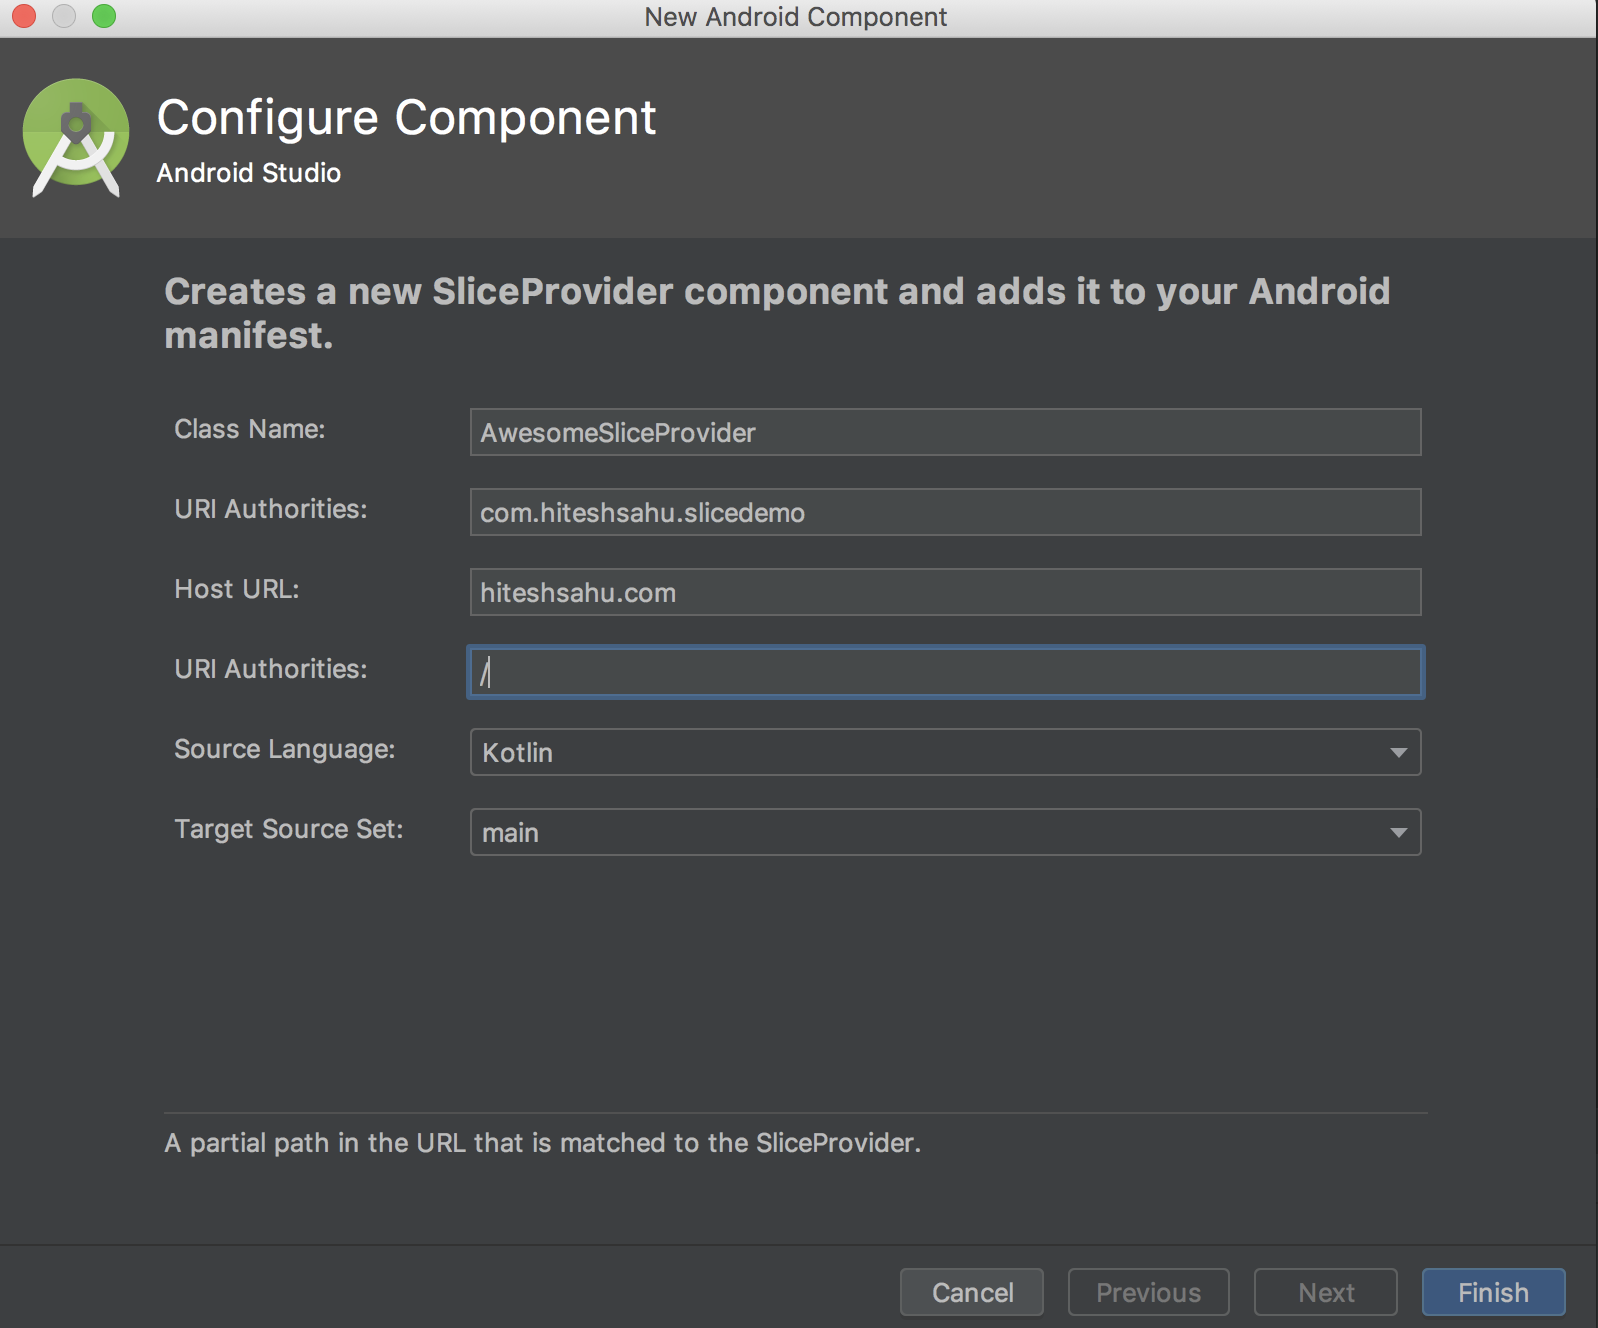 New Android Component
Configure Component
Android Studio
Creates a new SliceProvider component and adds it to your Android
manifest.
Class Name:
AwesomeSliceProvider
URI Authorities:
com.hiteshsahu.slicedemo
Host URL:
hiteshsahu.com
URI Authorities:
/
Source Language:
Kotlin
Target Source Set:
main
A partial path in the URL that is matched to the SliceProvider.
Cancel
Previous
Next
Finish